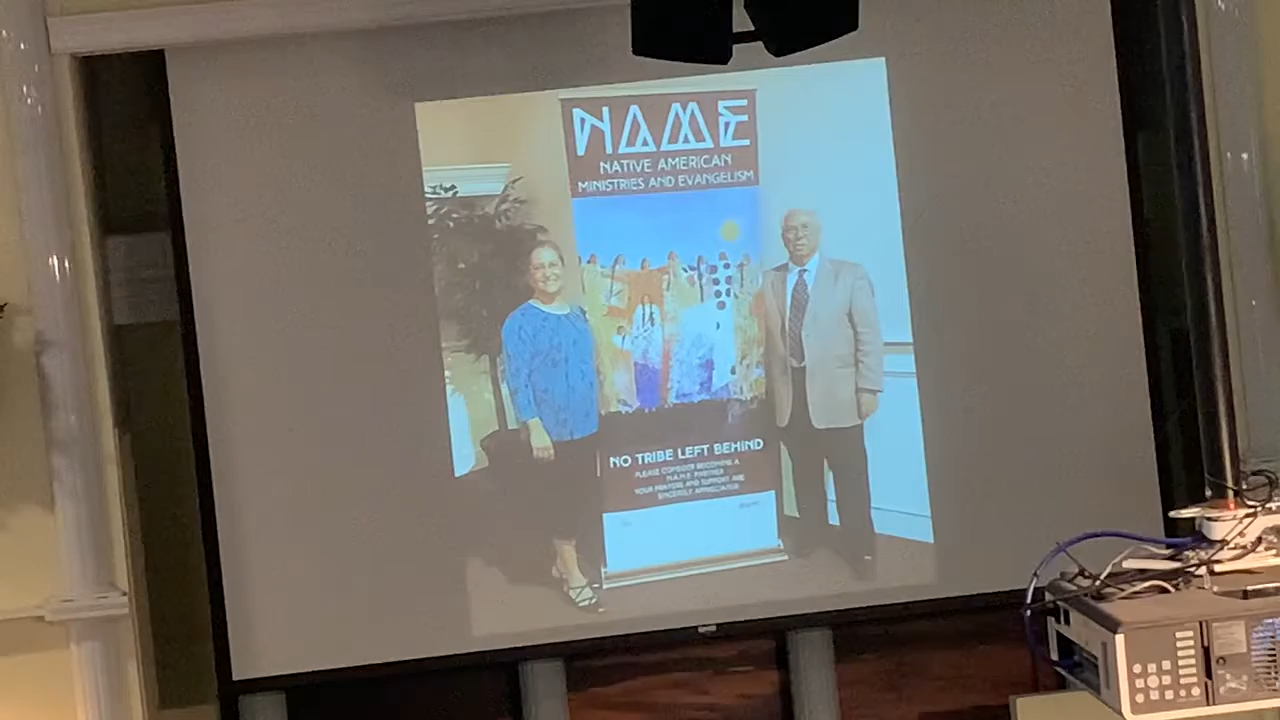 NAME
NATIVE AMERICAN
MINISTRIES AND EVANGELISM
NO TRIBE LEFT BEHIND
PLEASE CONSIDER BECOMING A
N.A.M.E. PARTNER
YOUR PRAYERS AND SUPPORT ARE
SINCERELY APPRECIATED